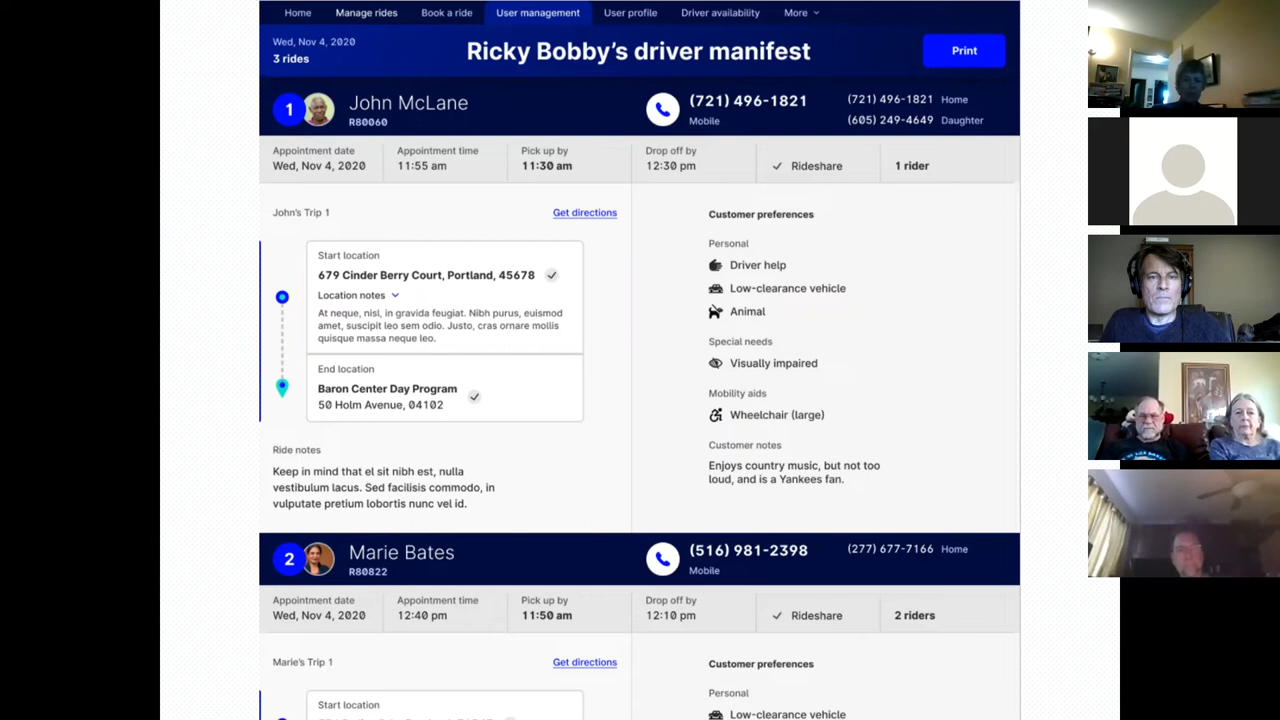 Home Manage rides Book a ride User management User profile Driver availability More
Wed, Nov 4, 2020
3 rides
Ricky Bobby's driver manifest
Print
1
John McLane
R80060
(721) 496-1821
Mobile
(721) 496-1821 Home
(605) 249-4649 Daughter
Appointment date
Wed, Nov 4, 2020
Appointment time
11:55 am
Pick up by
11:30 am
Drop off by
12:30 pm
Rideshare
1 rider
John's Trip 1
Get directions
Start location
679 Cinder Berry Court, Portland, 45678
Location notes
At neque, nisl, in gravida feugiat. Nibh purus, euismod
amet, suscipit leo sem odio. Justo, cras ornare mollis
quisque massa neque leo.
End location
Baron Center Day Program
50 Holm Avenue, 04102
Ride notes
Keep in mind that el sit nibh est, nulla
vestibulum lacus. Sed facilisis commodo, in
vulputate pretium lobortis nunc vel id.
Customer preferences
Personal
Driver help
Low-clearance vehicle
Animal
Special needs
Visually impaired
Mobility aids
Wheelchair (large)
Customer notes
Enjoys country music, but not too
loud, and is a Yankees fan.
2
Marie Bates
R80822
(516) 981-2398
Mobile
(277) 677-7166 Home
Appointment date
Wed, Nov 4, 2020
Appointment time
12:40 pm
Pick up by
11:50 am
Drop off by
12:10 pm
Rideshare
2 riders
Marie's Trip 1
Get directions
Start location
Customer preferences
Personal
Low-clearance vehicle